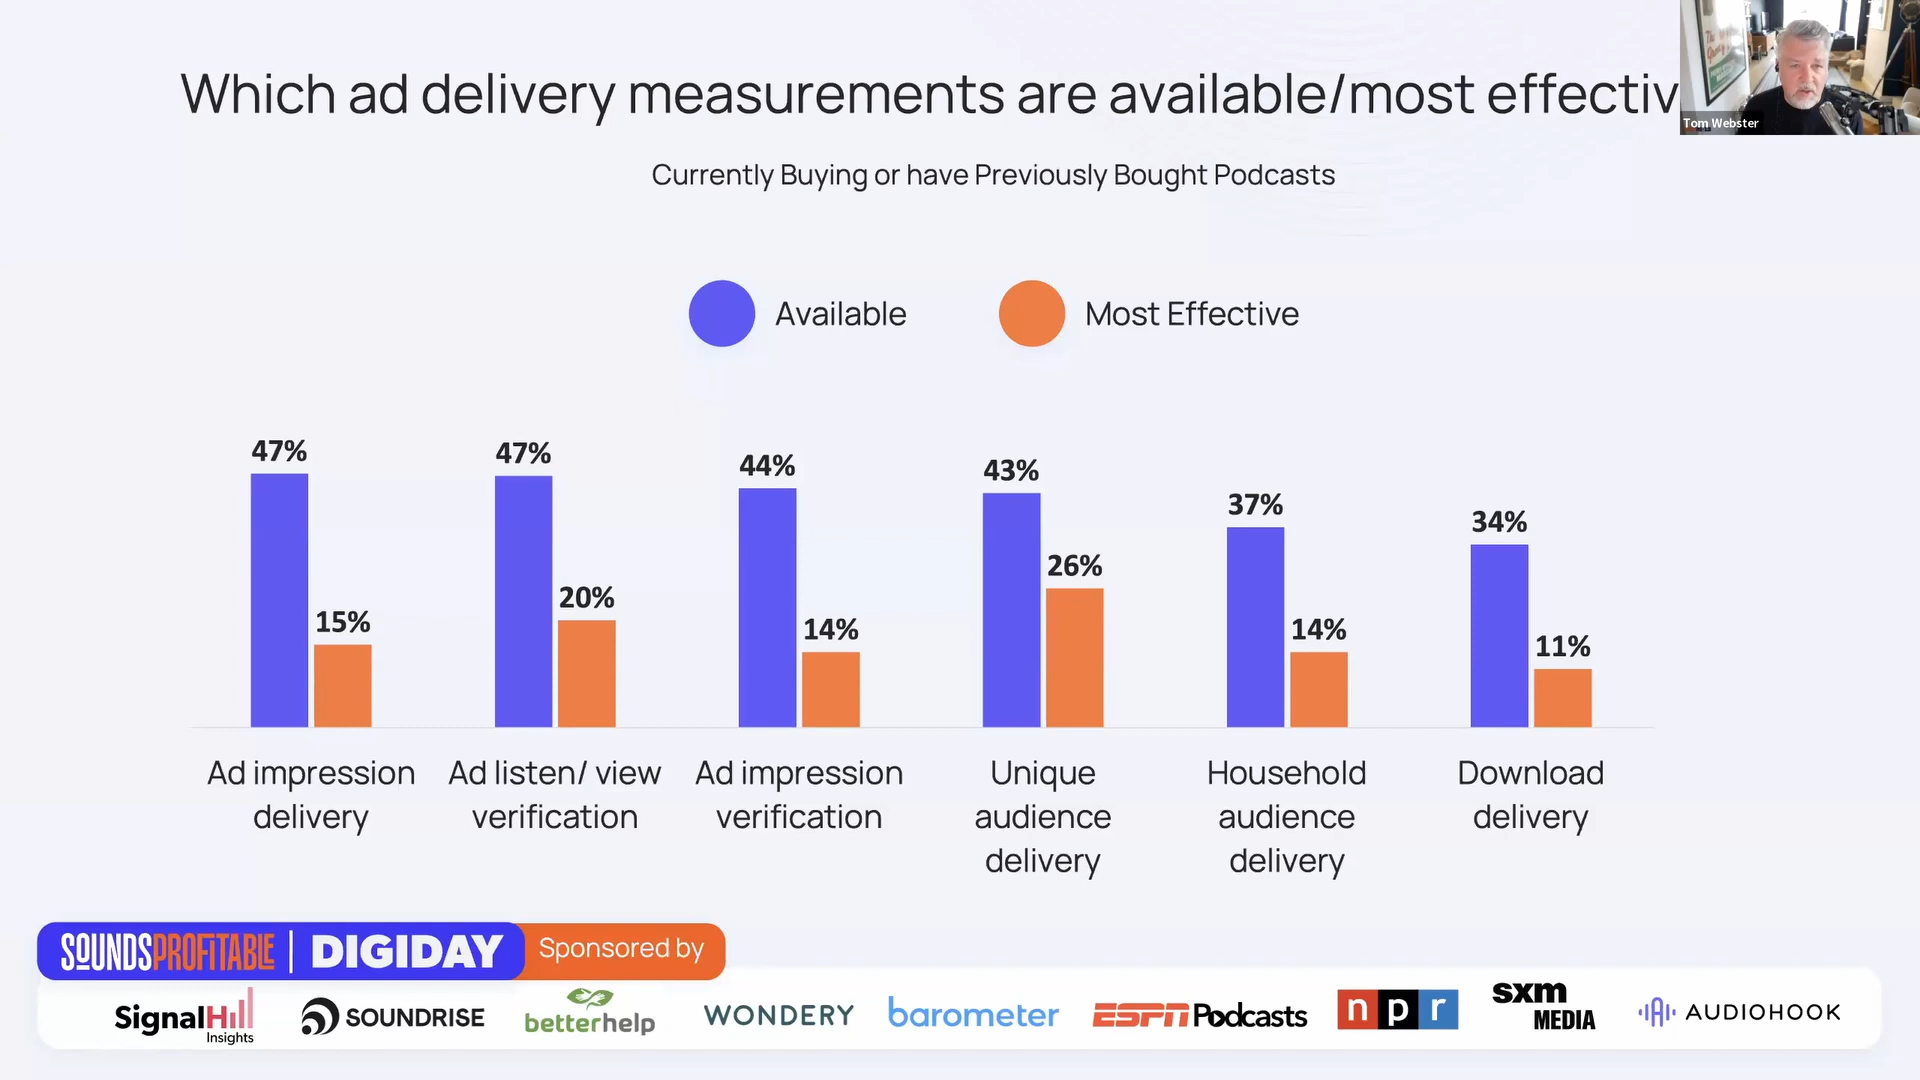 Which ad delivery measurements are available/most effectiv
Tom Webster
Currently Buying or have Previously Bought Podcasts
Available
Most Effective
47%
15%
47%
20%
44%
14%
43%
26%
37%
14%
34%
11%
Ad impression
delivery
Ad listen/ view
verification
Ad impression
verification
Unique
audience
delivery
Household
audience
delivery
Download
delivery
SOUNDSPROFITABLE | DIGIDAY Sponsored by
SignalHill
Insights
SOUNDRISE
betterhelp
WONDERY
barometer
ESPN Podcasts
npr
sxm
MEDIA
AUDIOHOOK